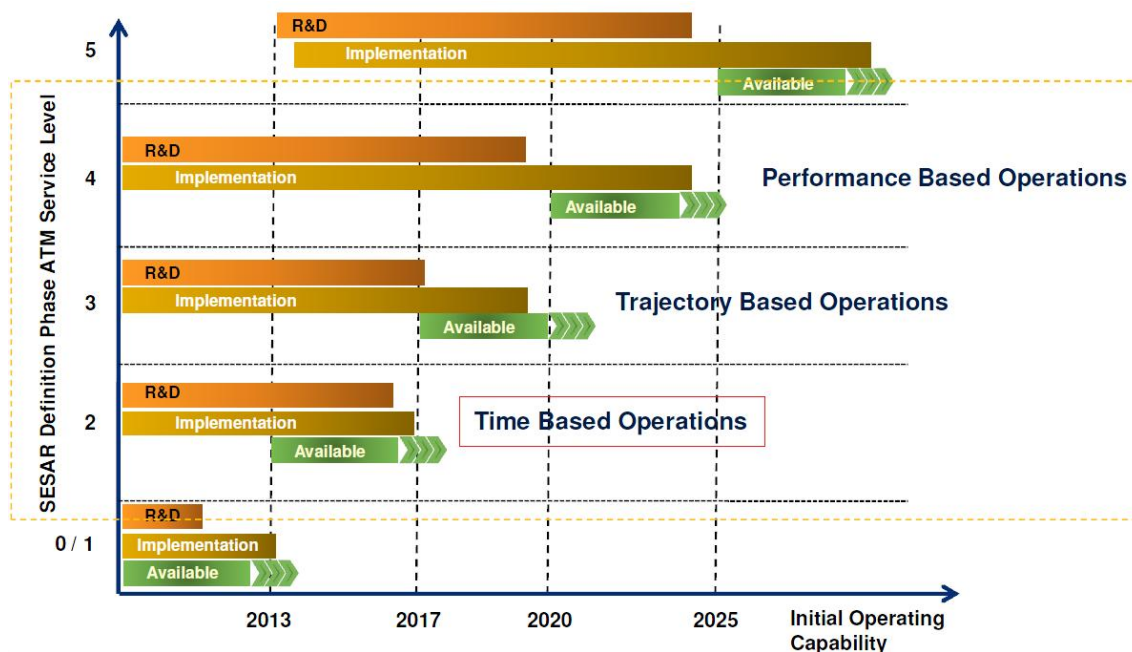 SESAR Definition Phase ATM Service Level
5
R&D
Implementation
Available
4
R&D
Implementation
Available
Performance Based Operations
3
R&D
Implementation
Available
Trajectory Based Operations
2
R&D
Implementation
Available
Time Based Operations
0 / 1
R&D
Implementation
Available
2013 2017 2020 2025 Initial Operating
Capability